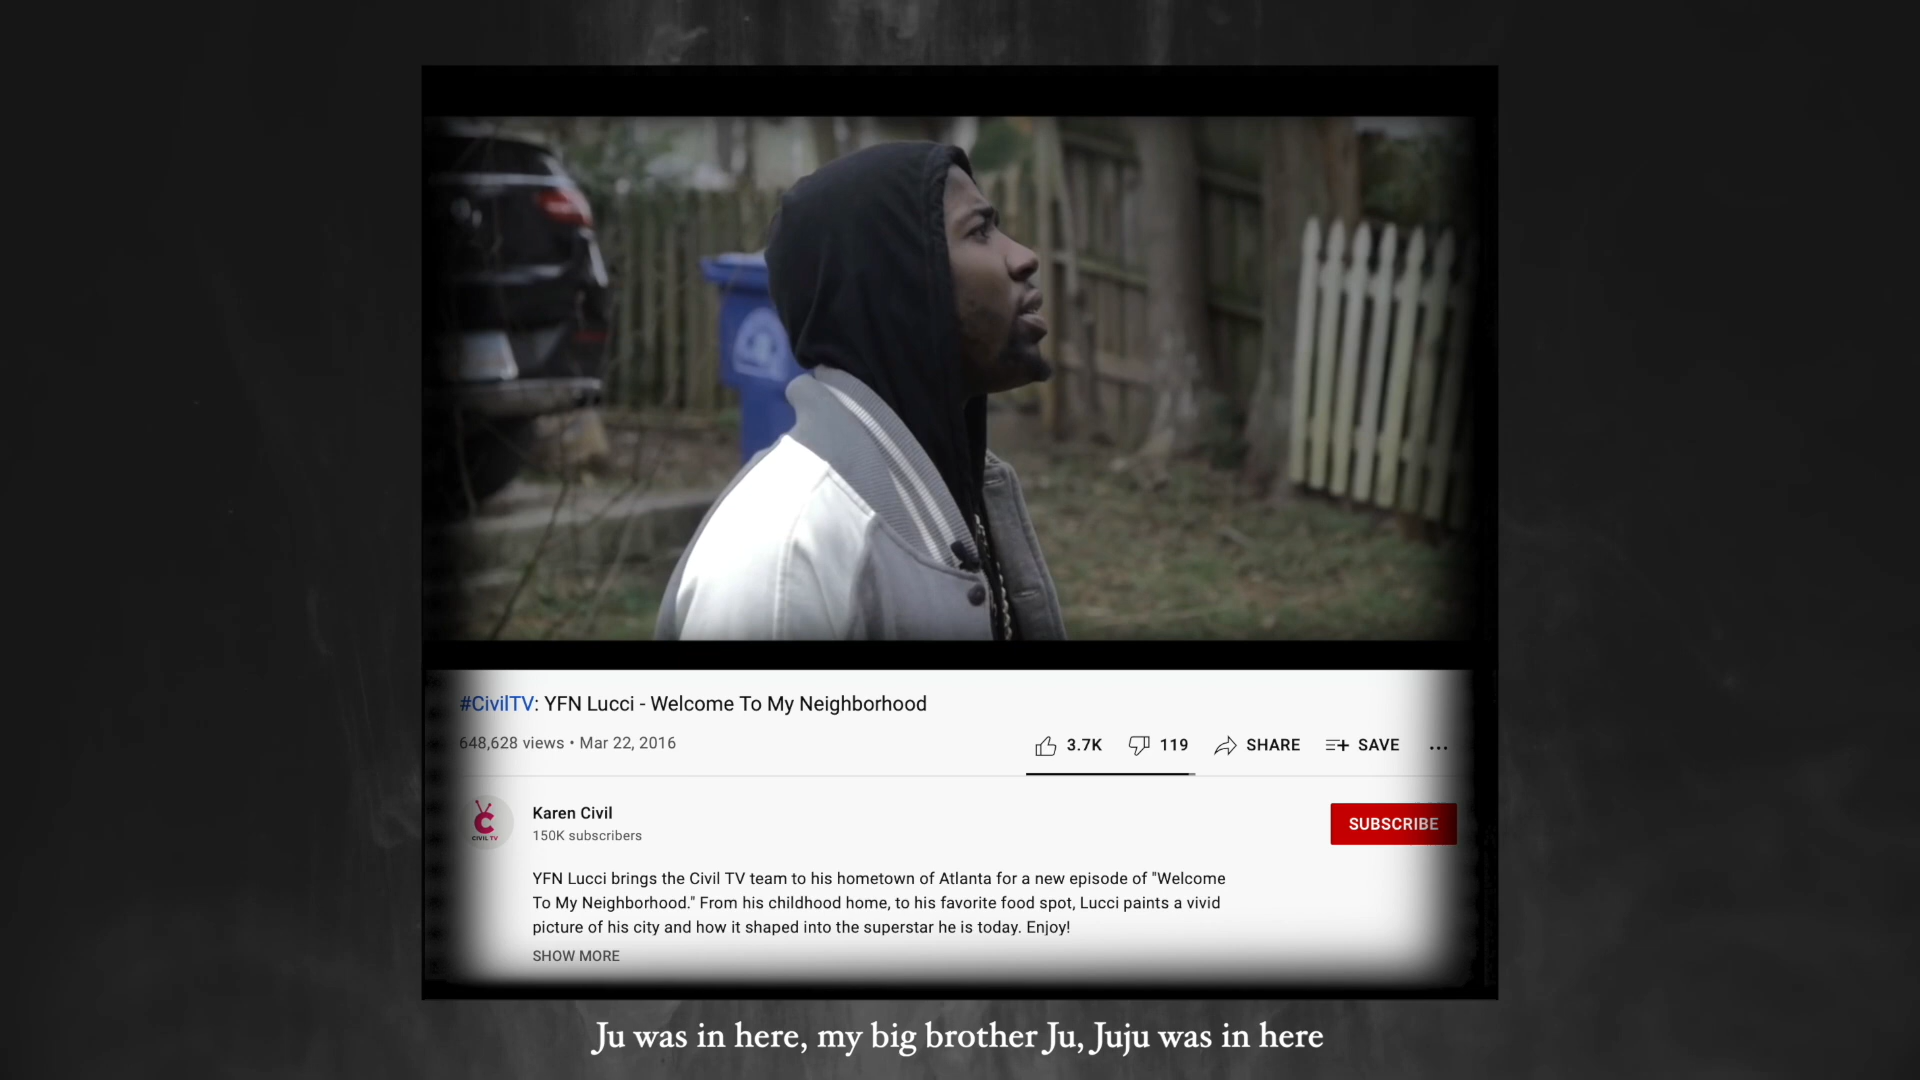 #CivilTV: YFN Lucci - Welcome To My Neighborhood
648,628 views • Mar 22, 2016
3.7K 119 SHARE SAVE ...
Karen Civil
150K subscribers
CIVIL TV
SUBSCRIBE
YFN Lucci brings the Civil TV team to his hometown of Atlanta for a new episode of "Welcome
To My Neighborhood." From his childhood home, to his favorite food spot, Lucci paints a vivid
picture of his city and how it shaped into the superstar he is today. Enjoy!
SHOW MORE
Ju was in here, my big brother Ju, Juju was in here